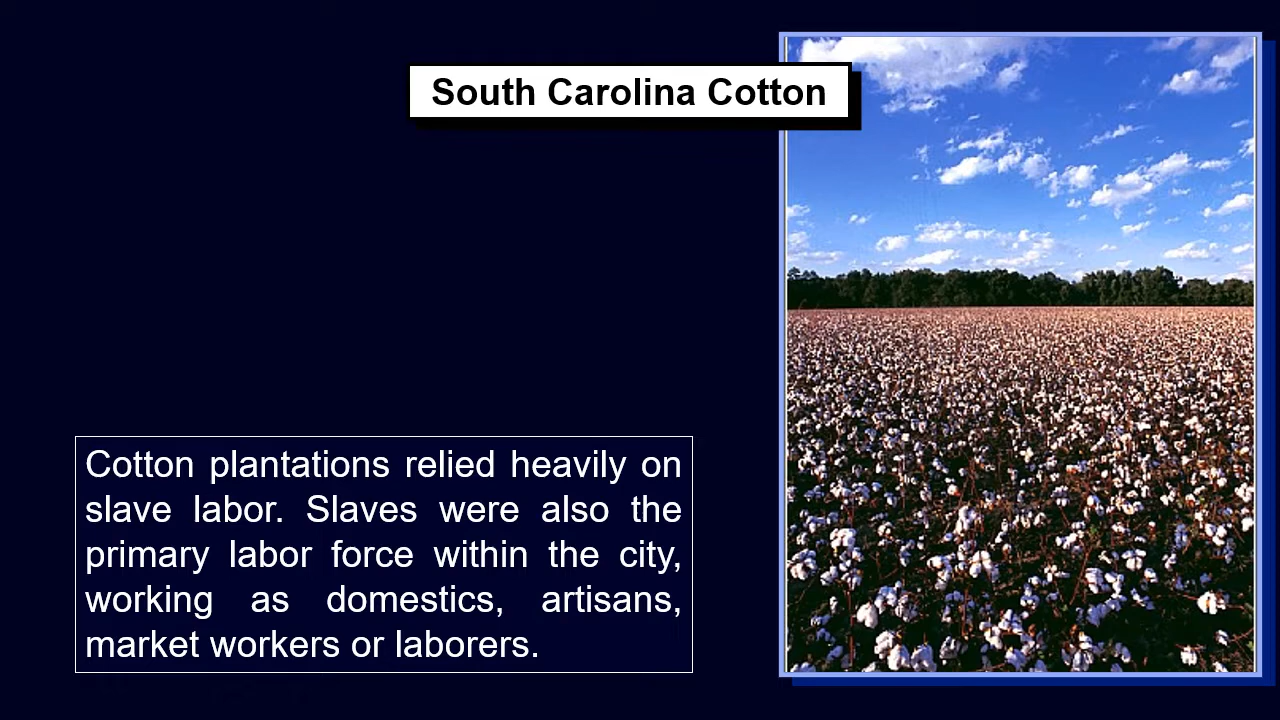 South Carolina Cotton
Cotton plantations relied heavily on
slave labor. Slaves were also the
primary labor force within the city,
working as domestics, artisans,
market workers or laborers.